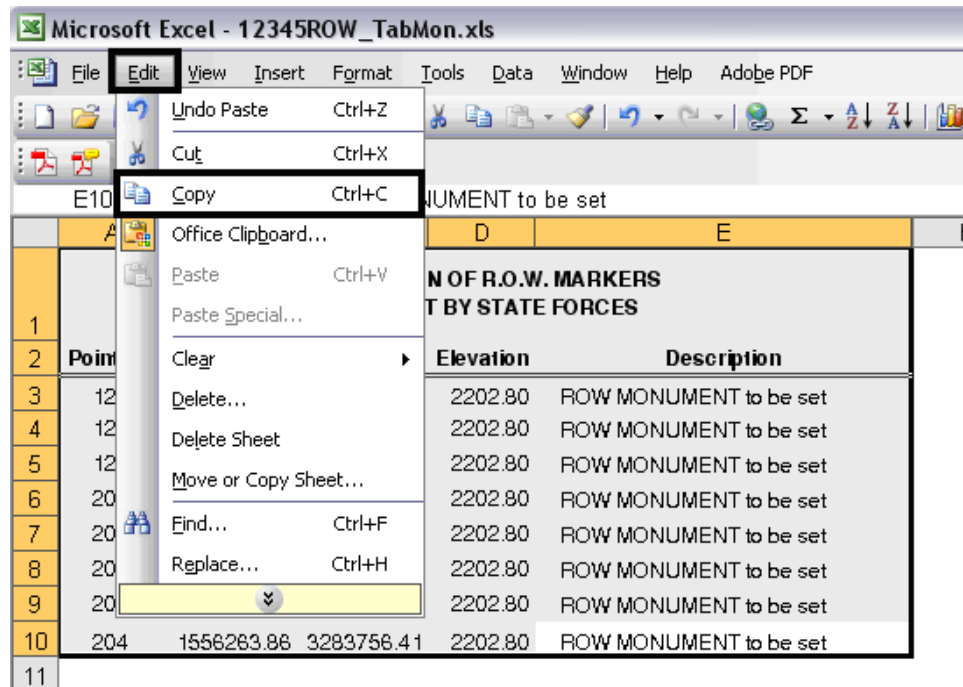 Microsoft Excel - 12345ROW_TabMon.xls
File Edit View Insert Format Tools Data Window Help Adobe PDF
Undo Paste Ctrl+Z
Cut Ctrl+X
E10 to be set
Copy Ctrl+C
A D E
Office Clipboard...
Paste Ctrl+V
Paste Special...
OF R.O.W. MARKERS
BY STATE FORCES
1
2 Elevation Description
Clear
3 12 2202.80 ROW MONUMENT to be set
Delete...
4 12 2202.80 ROW MONUMENT to be set
Delete Sheet
5 12 2202.80 ROW MONUMENT to be set
Move or Copy Sheet...
6 20 2202.80 ROW MONUMENT to be set
Find... Ctrl+F
7 20 2202.80 ROW MONUMENT to be set
Replace... Ctrl+H
8 20 2202.80 ROW MONUMENT to be set
9 20 2202.80 ROW MONUMENT to be set
10 204 1556263.86 3283756.41 2202.80 ROW MONUMENT to be set
11